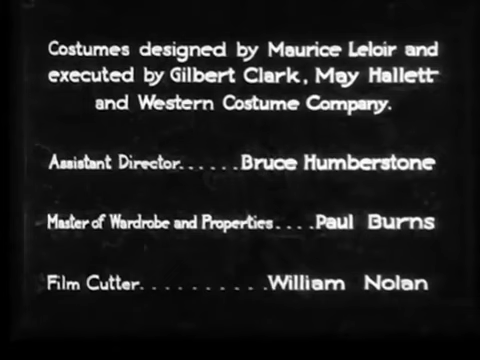 Costumes designed by Maurice Leloir and
executed by Gilbert Clark, May Hallett
and Western Costume Company.
Assistant Director......Bruce Humberstone
Master of Wardrobe and Properties....Paul Burns
Film Cutter..........William Nolan